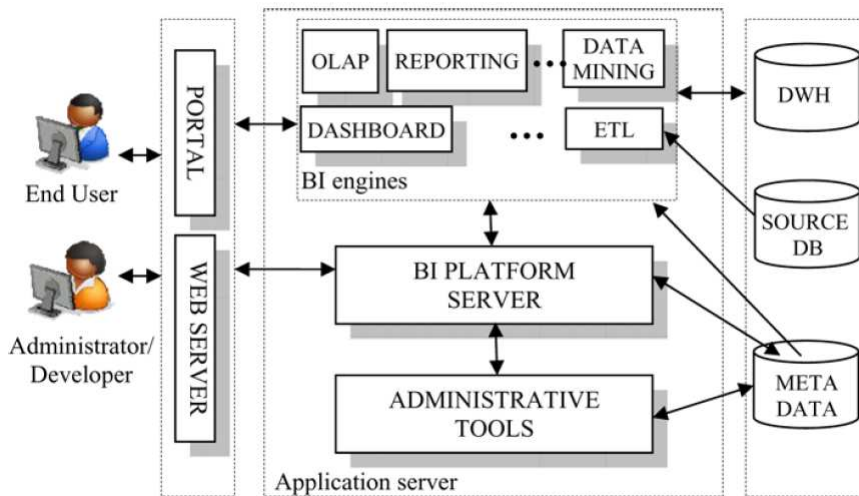 End User
Administrator/
Developer
PORTAL
WEB SERVER
OLAP
REPORTING
...
DATA
MINING
DASHBOARD
...
ETL
BI engines
BI PLATFORM
SERVER
ADMINISTRATIVE
TOOLS
Application server
DWH
SOURCE
DB
META
DATA